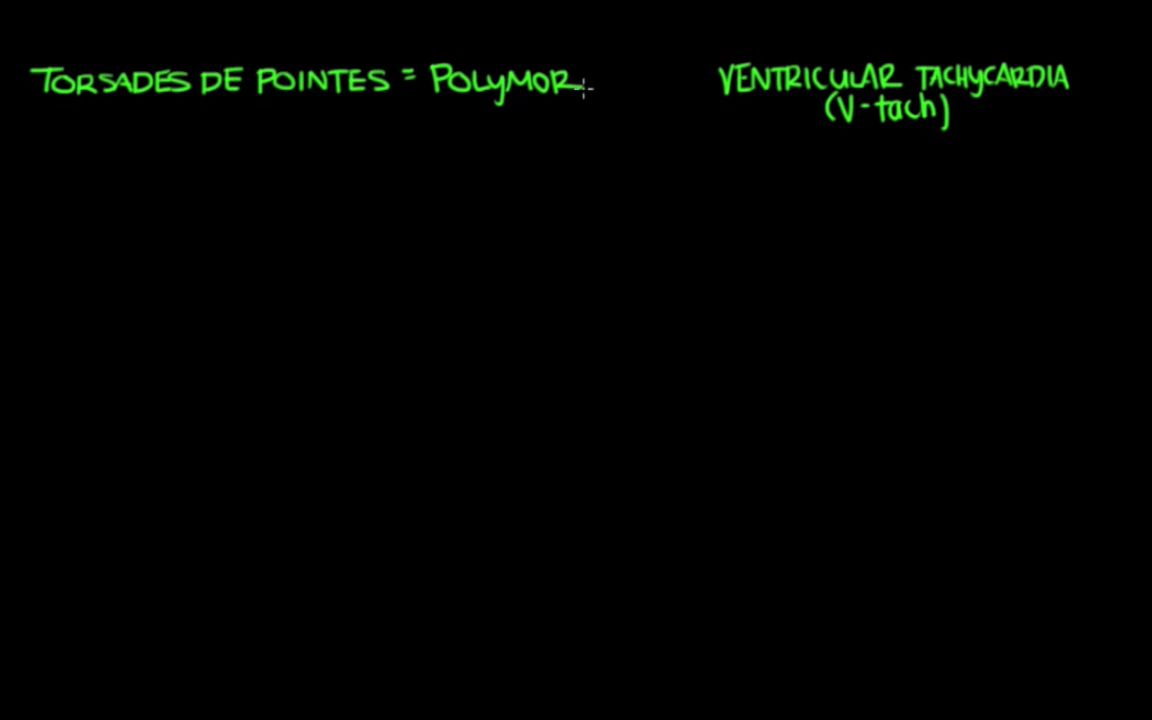 TORSADES DE POINTES = POLYMOR
VENTRICULAR TACHYCARDIA
(V-tach)